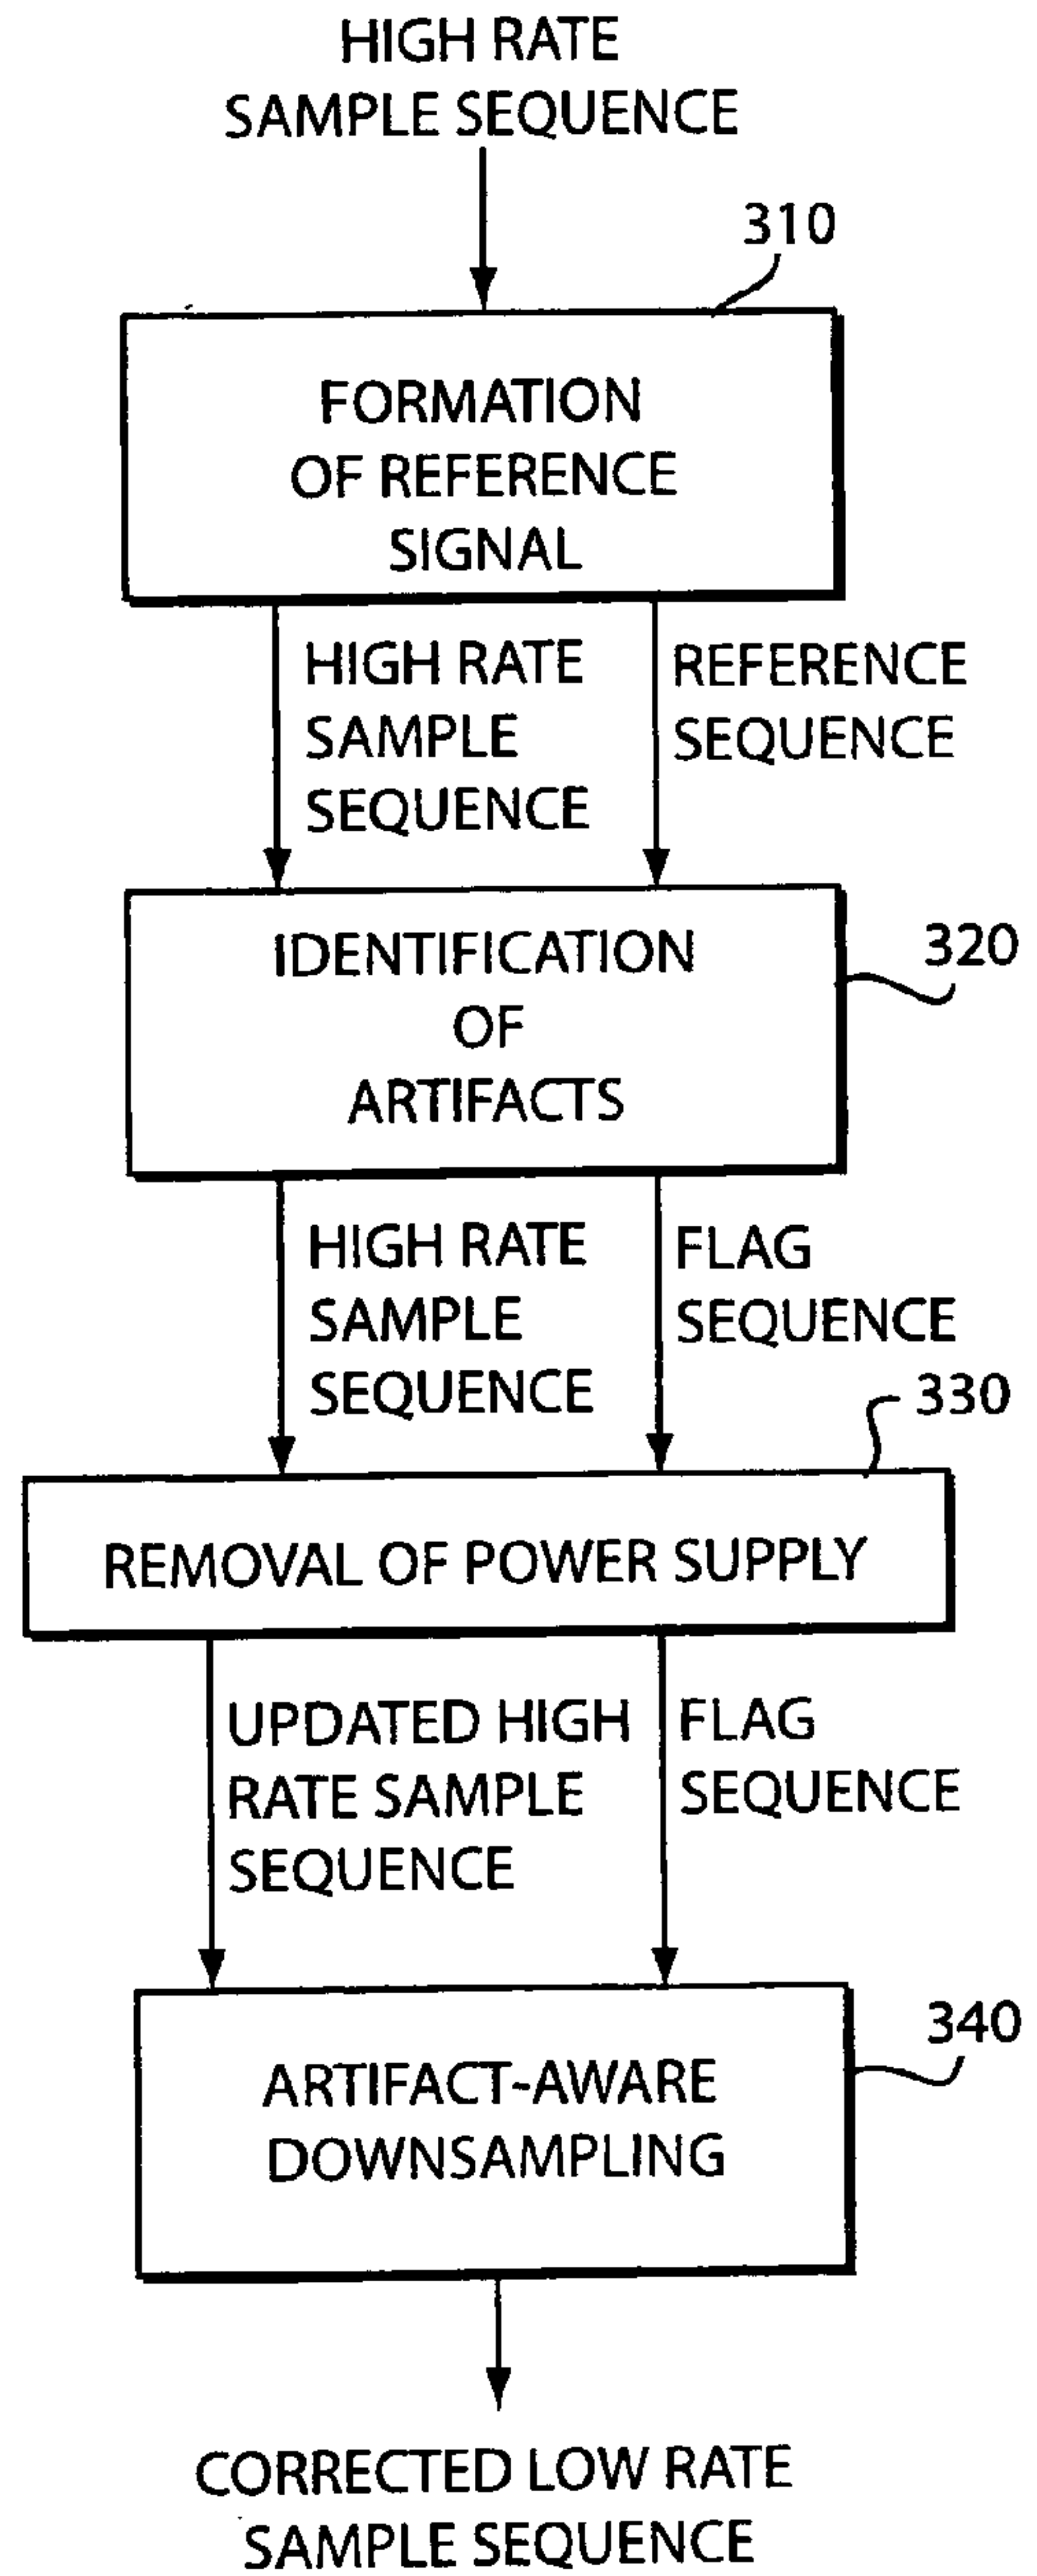 HIGH RATE
SAMPLE SEQUENCE
310
FORMATION
OF REFERENCE
SIGNAL
HIGH RATE
SAMPLE
SEQUENCE
REFERENCE
SEQUENCE
IDENTIFICATION
OF
ARTIFACTS
320
HIGH RATE
SAMPLE
SEQUENCE
FLAG
SEQUENCE
330
REMOVAL OF POWER SUPPLY
UPDATED HIGH
RATE SAMPLE
SEQUENCE
FLAG
SEQUENCE
340
ARTIFACT-AWARE
DOWNSAMPLING
CORRECTED LOW RATE
SAMPLE SEQUENCE